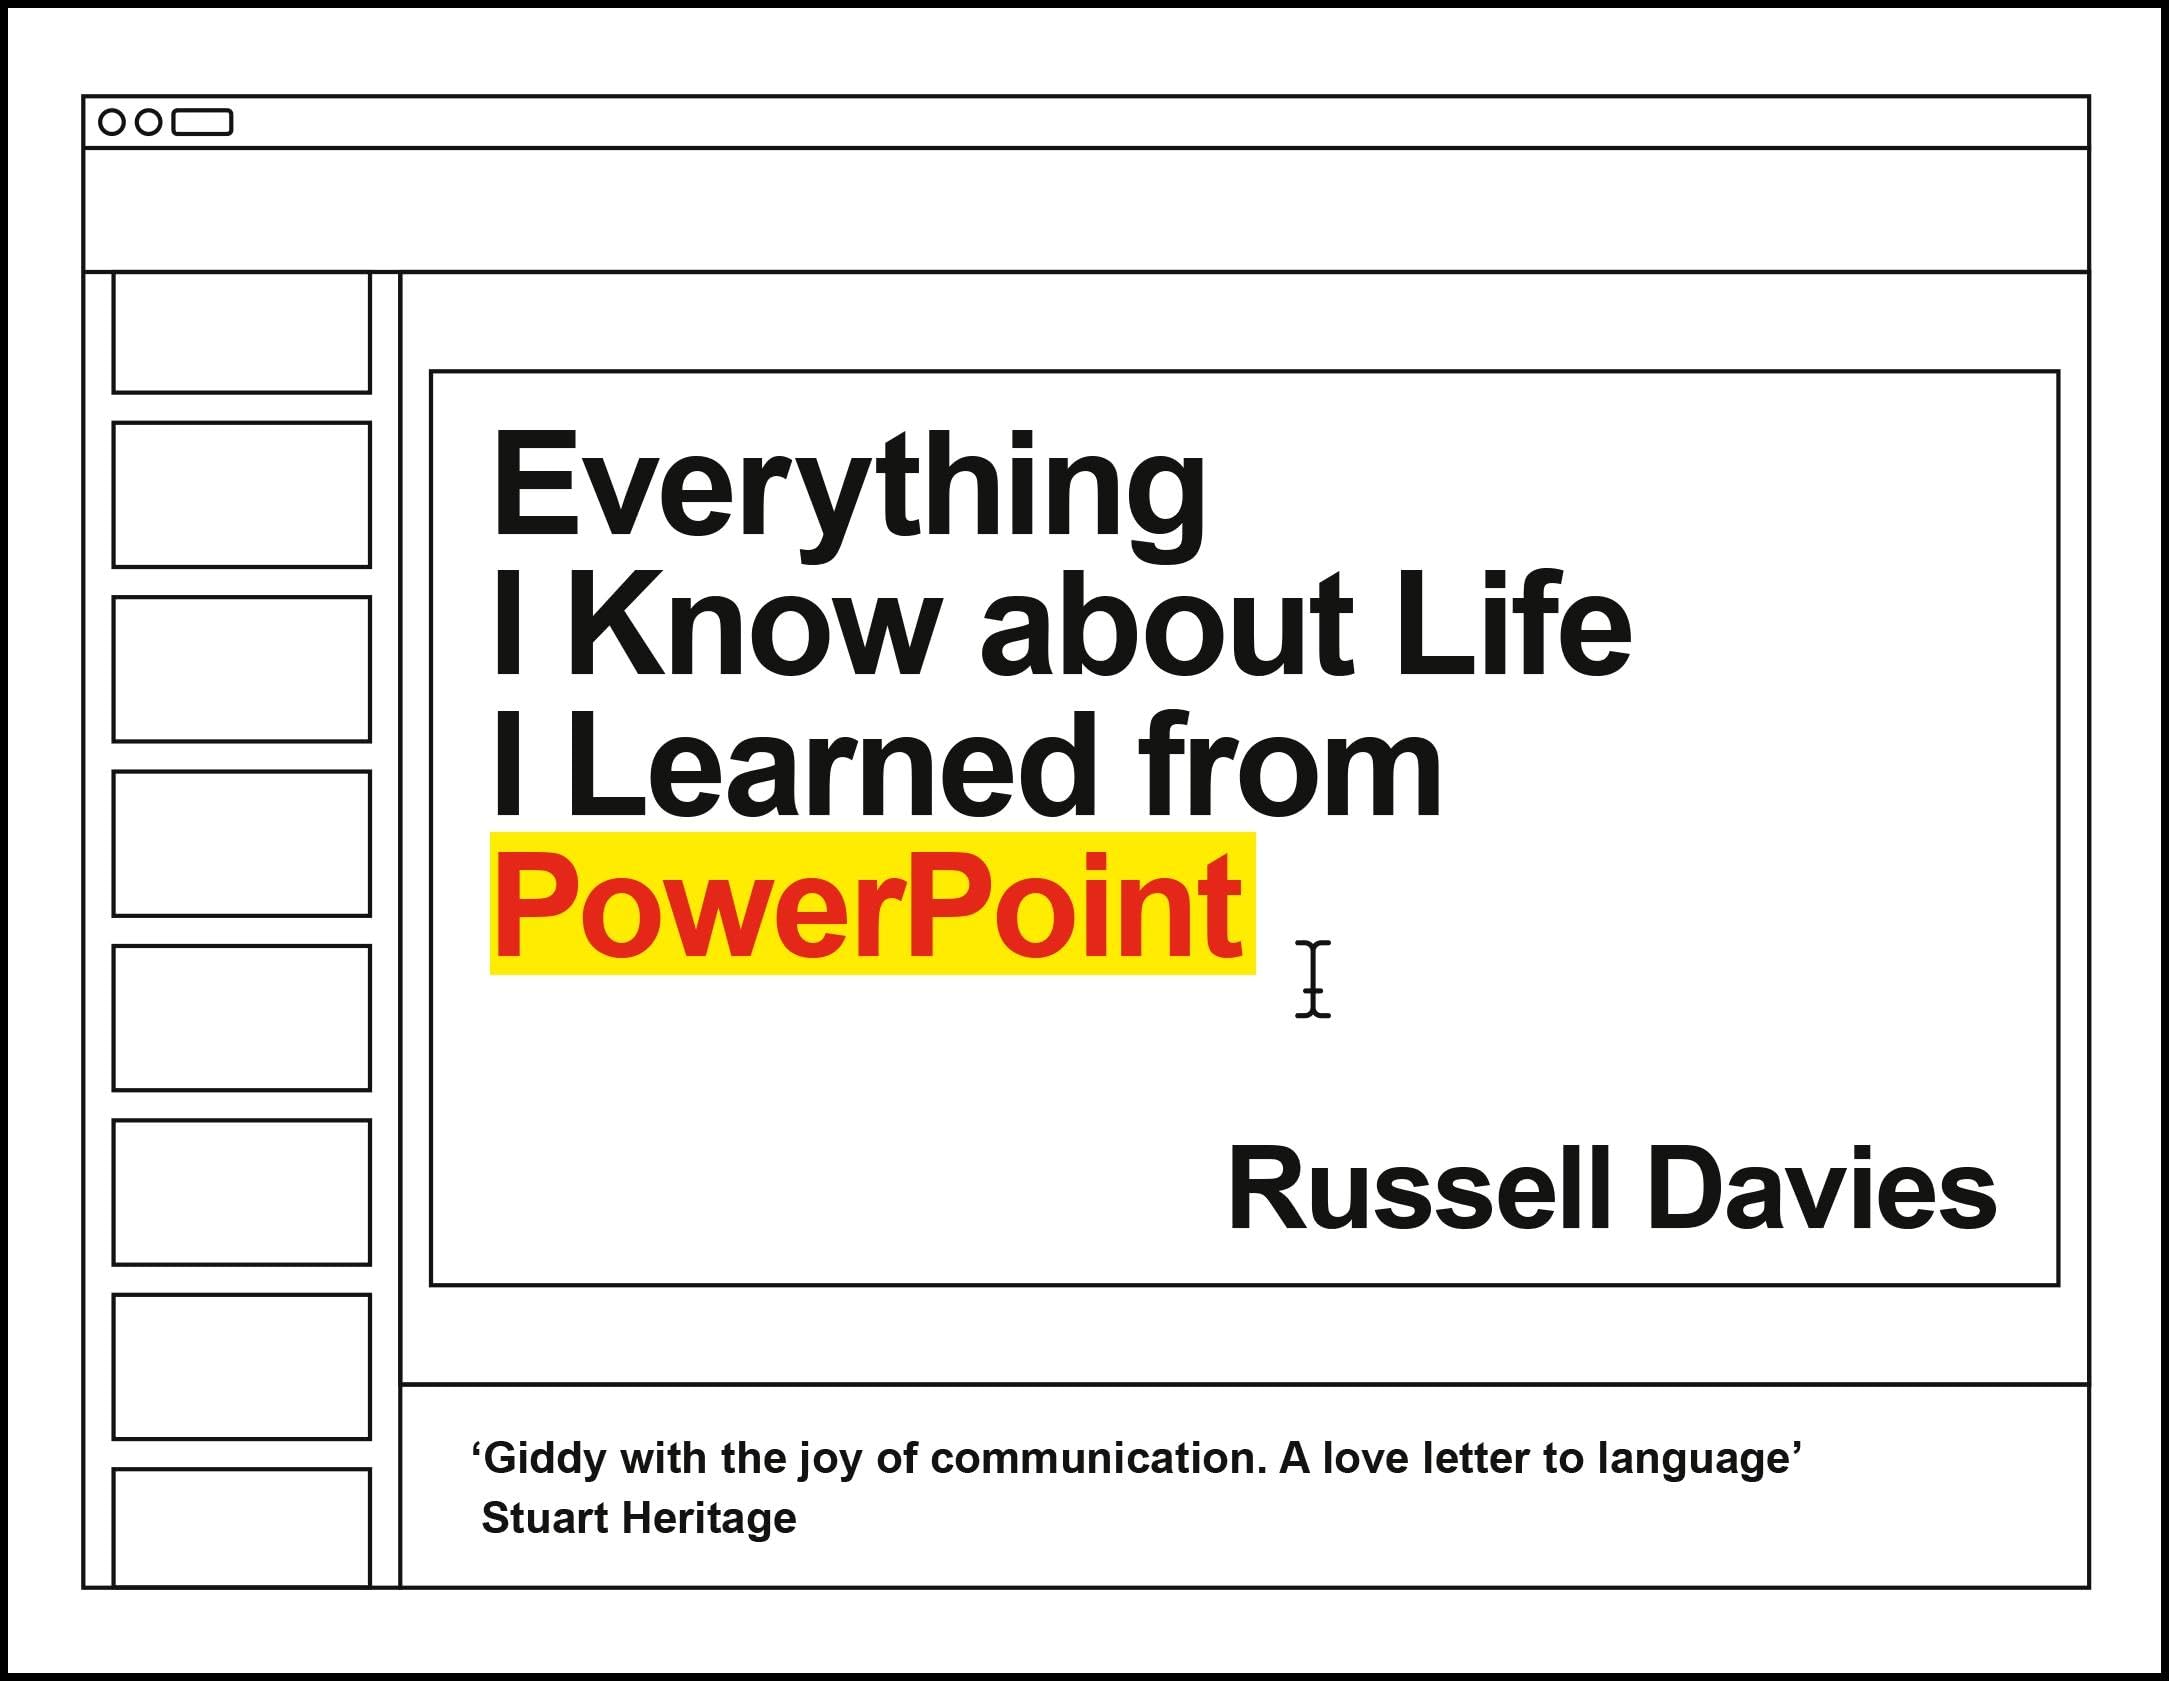 Everything
I Know about Life
I Learned from
PowerPoint
Russell Davies
‘Giddy with the joy of communication. A love letter to language’
Stuart Heritage